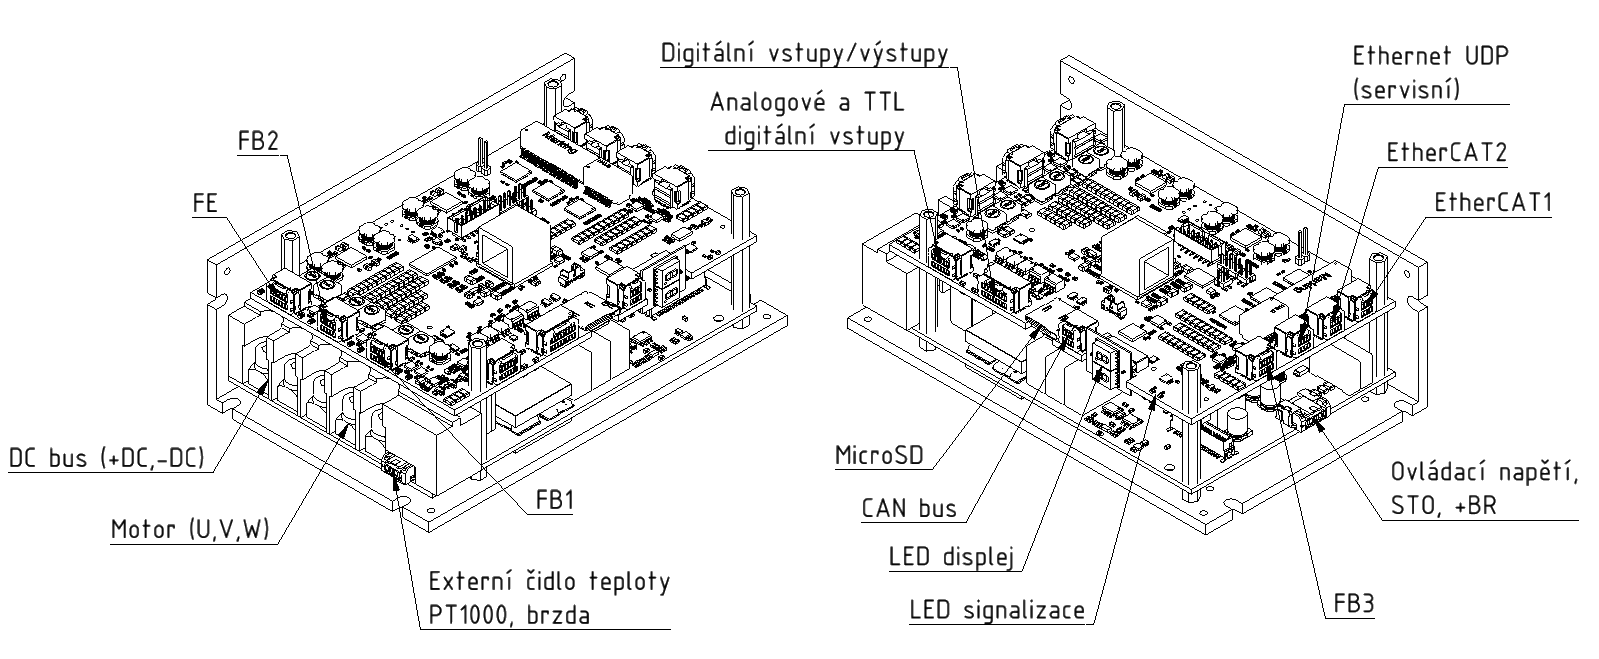 Digitální vstupy/výstupy
Analogové a TTL
digitální vstupy
FB2
FE
DC bus (+DC,-DC)
Motor (U,V,W)
Externí čidlo teploty
PT1000, brzda
FB1
Ethernet UDP
(servisní)
EtherCAT2
EtherCAT1
MicroSD
CAN bus
LED displej
LED signalizace
Ovládací napětí,
STO, +BR
FB3